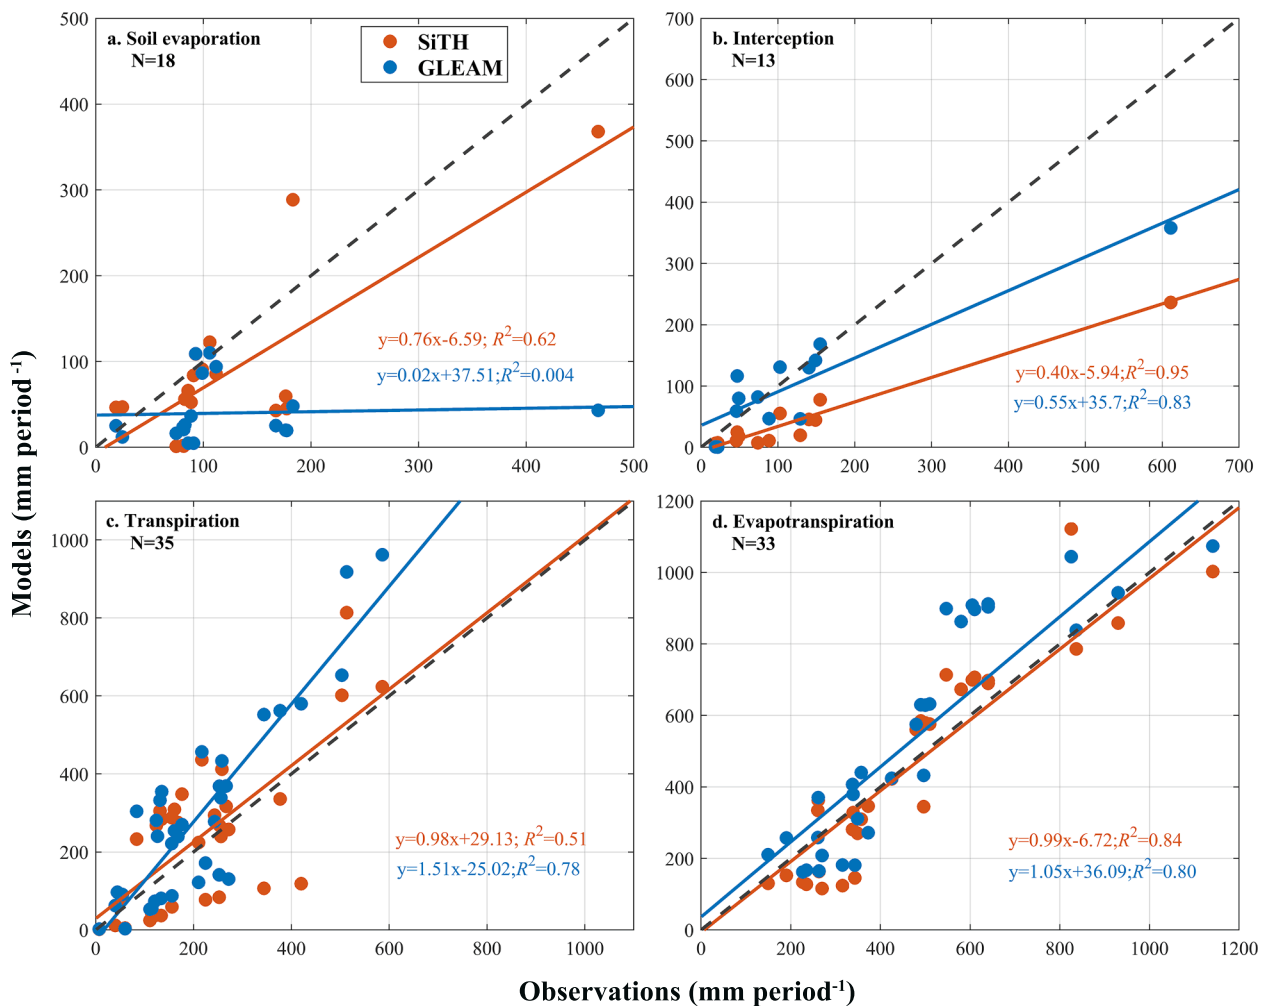 a. Soil evaporation
N=18
SiTH
GLEAM
500
400
300
200
100
0
y=0.76x-6.59; R²=0.62
y=0.02x+37.51;R²=0.004
0 100 200 300 400 500
b. Interception
N=13
700
600
500
400
300
200
100
0
y=0.40x-5.94;R²=0.95
y=0.55x+35.7;R²=0.83
0 100 200 300 400 500 600 700
Models (mm period⁻¹)
c. Transpiration
N=35
1000
800
600
400
200
0
y=0.98x+29.13; R²=0.51
y=1.51x-25.02;R²=0.78
0 200 400 600 800 1000
d. Evapotranspiration
N=33
1200
1000
800
600
400
200
0
y=0.99x-6.72;R²=0.84
y=1.05x+36.09;R²=0.80
0 200 400 600 800 1000 1200
Observations (mm period⁻¹)